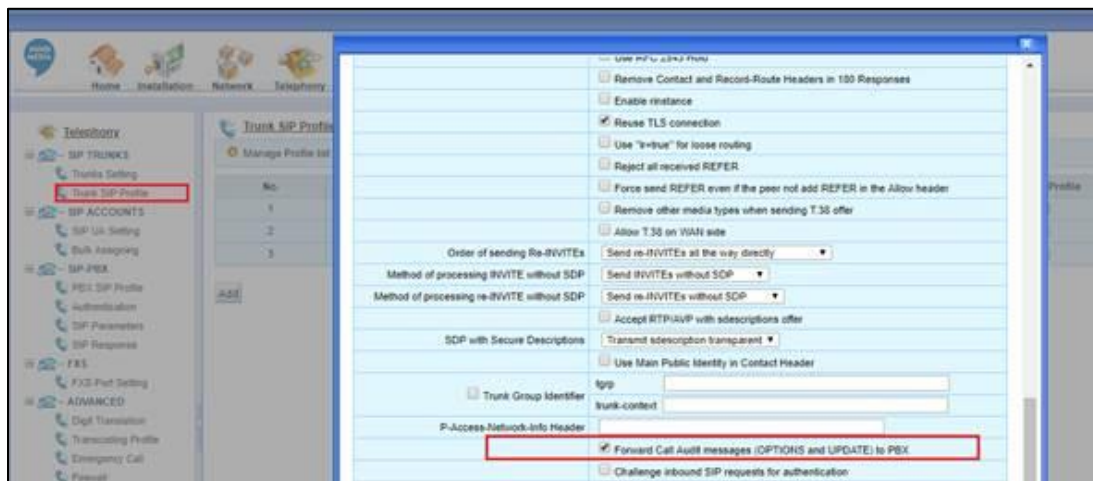 Home Installation Network Telephony
Telephony
SIP TRUNKS
Trunks Setting
Trunk SIP Profile
SIP ACCOUNTS
SIP UA Setting
Bulk Assigning
SIP-PBX
PBX SIP Profile
Authentication
SIP Parameters
SIP Response
FXS
FXS Port Setting
ADVANCED
Digit Translation
Transcoding Profile
Emergency Call
Firewall
Trunk SIP Profile
Manage Profile list
No.
1
2
3
Add
Profile
Use RFC 2543 Hold
Remove Contact and Record-Route Headers in 180 Responses
Enable rinstance
Reuse TLS connection
Use "lr=true" for loose routing
Reject all received REFER
Force send REFER even if the peer not add REFER in the Allow header
Remove other media types when sending T.38 offer
Allow T.38 on WAN side
Order of sending Re-INVITEs Send re-INVITEs all the way directly
Method of processing INVITE without SDP Send INVITEs without SDP
Method of processing re-INVITE without SDP Send re-INVITEs without SDP
Accept RTP/AVP with sdescriptions offer
SDP with Secure Descriptions Transmit sdescription transparent
Use Main Public Identity in Contact Header
Trunk Group Identifier tgrp
trunk-context
P-Access-Network-Info Header
Forward Call Audit messages (OPTIONS and UPDATE) to PBX
Challenge inbound SIP requests for authentication